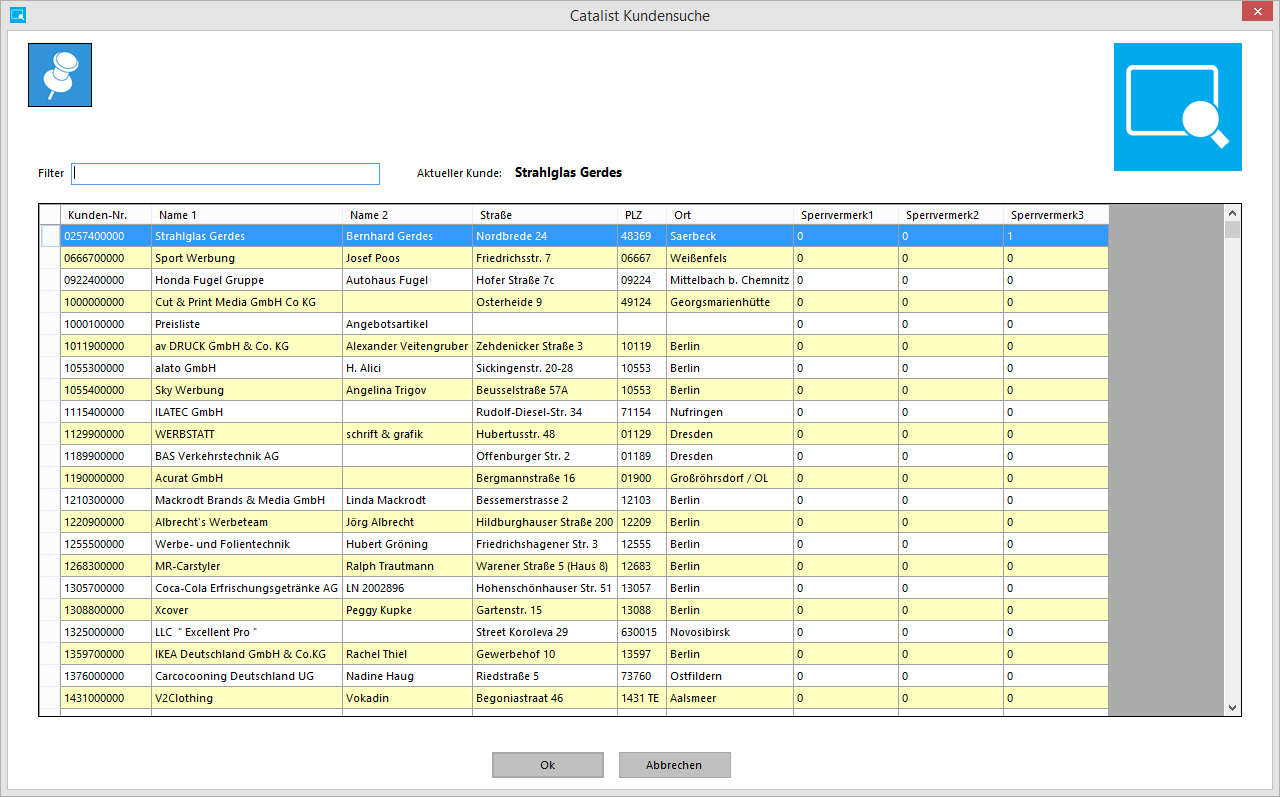 Catalist Kundensuche
Filter Aktueller Kunde: Strahlglas Gerdes
Kunden-Nr. Name 1 Name 2 Straße PLZ Ort Sperrvermerk1 Sperrvermerk2 Sperrvermerk3
0257400000 Strahlglas Gerdes Bernhard Gerdes Nordbrede 24 48369 Saerbeck 0 0 1
0666700000 Sport Werbung Josef Poos Friedrichsstr. 7 06667 Weißenfels 0 0 0
0922400000 Honda Fugel Gruppe Autohaus Fugel Hofer Straße 7c 09224 Mittelbach b. Chemnitz 0 0 0
1000000000 Cut & Print Media GmbH Co KG Osterheide 9 49124 Georgsmarienhütte 0 0 0
1000100000 Preisliste Angebotsartikel 0 0 0
1011900000 av DRUCK GmbH & Co. KG Alexander Veitengruber Zehdenicker Straße 3 10119 Berlin 0 0 0
1055300000 alato GmbH H. Alici Sickingenstr. 20-28 10553 Berlin 0 0 0
1055400000 Sky Werbung Angelina Trigov Beusselstraße 57A 10553 Berlin 0 0 0
1115400000 ILATEC GmbH Rudolf-Diesel-Str. 34 71154 Nufringen 0 0 0
1129900000 WERBSTATT schrift & grafik Hubertusstr. 48 01129 Dresden 0 0 0
1189900000 BAS Verkehrstechnik AG Offenburger Str. 2 01189 Dresden 0 0 0
1190000000 Acurat GmbH Bergmannstraße 16 01900 Großröhrsdorf / OL 0 0 0
1210300000 Mackrodt Brands & Media GmbH Linda Mackrodt Bessemerstrasse 2 12103 Berlin 0 0 0
1220900000 Albrecht's Werbeteam Jörg Albrecht Hildburghauser Straße 200 12209 Berlin 0 0 0
1255500000 Werbe- und Folientechnik Hubert Gröning Friedrichshagener Str. 3 12555 Berlin 0 0 0
1268300000 MR-Carstyler Ralph Trautmann Warener Straße 5 (Haus 8) 12683 Berlin 0 0 0
1305700000 Coca-Cola Erfrischungsgetränke AG LN 2002896 Hohenschönhauser Str. 51 13057 Berlin 0 0 0
1308800000 Xcover Peggy Kupke Gartenstr. 15 13088 Berlin 0 0 0
1325000000 LLC " Excellent Pro " Street Koroleva 29 630015 Novosibirsk 0 0 0
1359700000 IKEA Deutschland GmbH & Co.KG Rachel Thiel Gewerbehof 10 13597 Berlin 0 0 0
1376000000 Carcocooning Deutschland UG Nadine Haug Riedstraße 5 73760 Ostfildern 0 0 0
1431000000 V2Clothing Vokadin Begoniastraat 46 1431 TE Aalsmeer 0 0 0
Ok Abbrechen